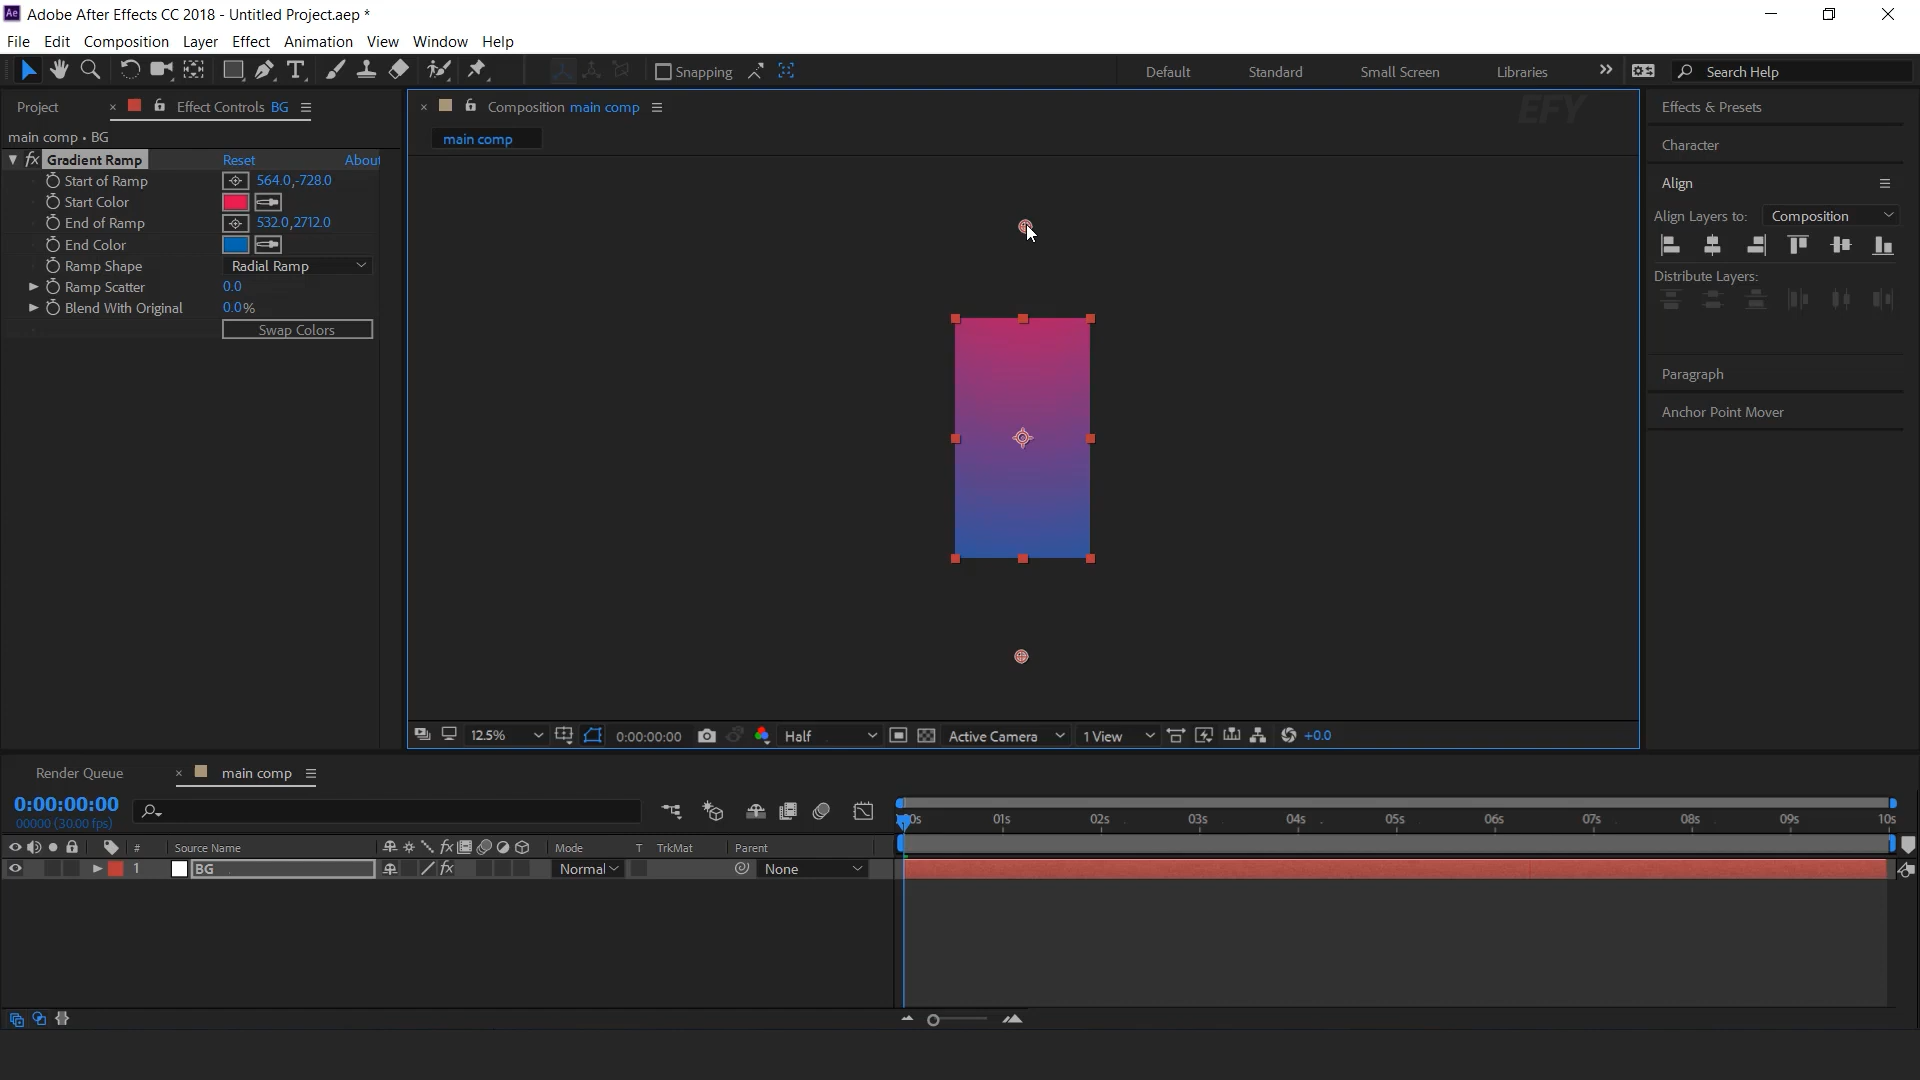 Adobe After Effects CC 2018 - Untitled Project.aep *
File Edit Composition Layer Effect Animation View Window Help
Snapping Default Standard Small Screen Libraries Search Help
Project Effect Controls BG
main comp • BG
Gradient Ramp Reset About
Start of Ramp 564.0,-728.0
Start Color
End of Ramp 532.0,2712.0
End Color
Ramp Shape Radial Ramp
Ramp Scatter 0.0
Blend With Original 0.0%
Swap Colors
Composition main comp
main comp
EFY
12.5% 0:00:00:00 Half Active Camera 1 View +0.0
Effects & Presets
Character
Align
Align Layers to: Composition
Distribute Layers:
Paragraph
Anchor Point Mover
Render Queue main comp
0:00:00:00
00000 (30.00 fps)
# Source Name Mode T TrkMat Parent
1 BG Normal None
0s 01s 02s 03s 04s 05s 06s 07s 08s 09s 10s